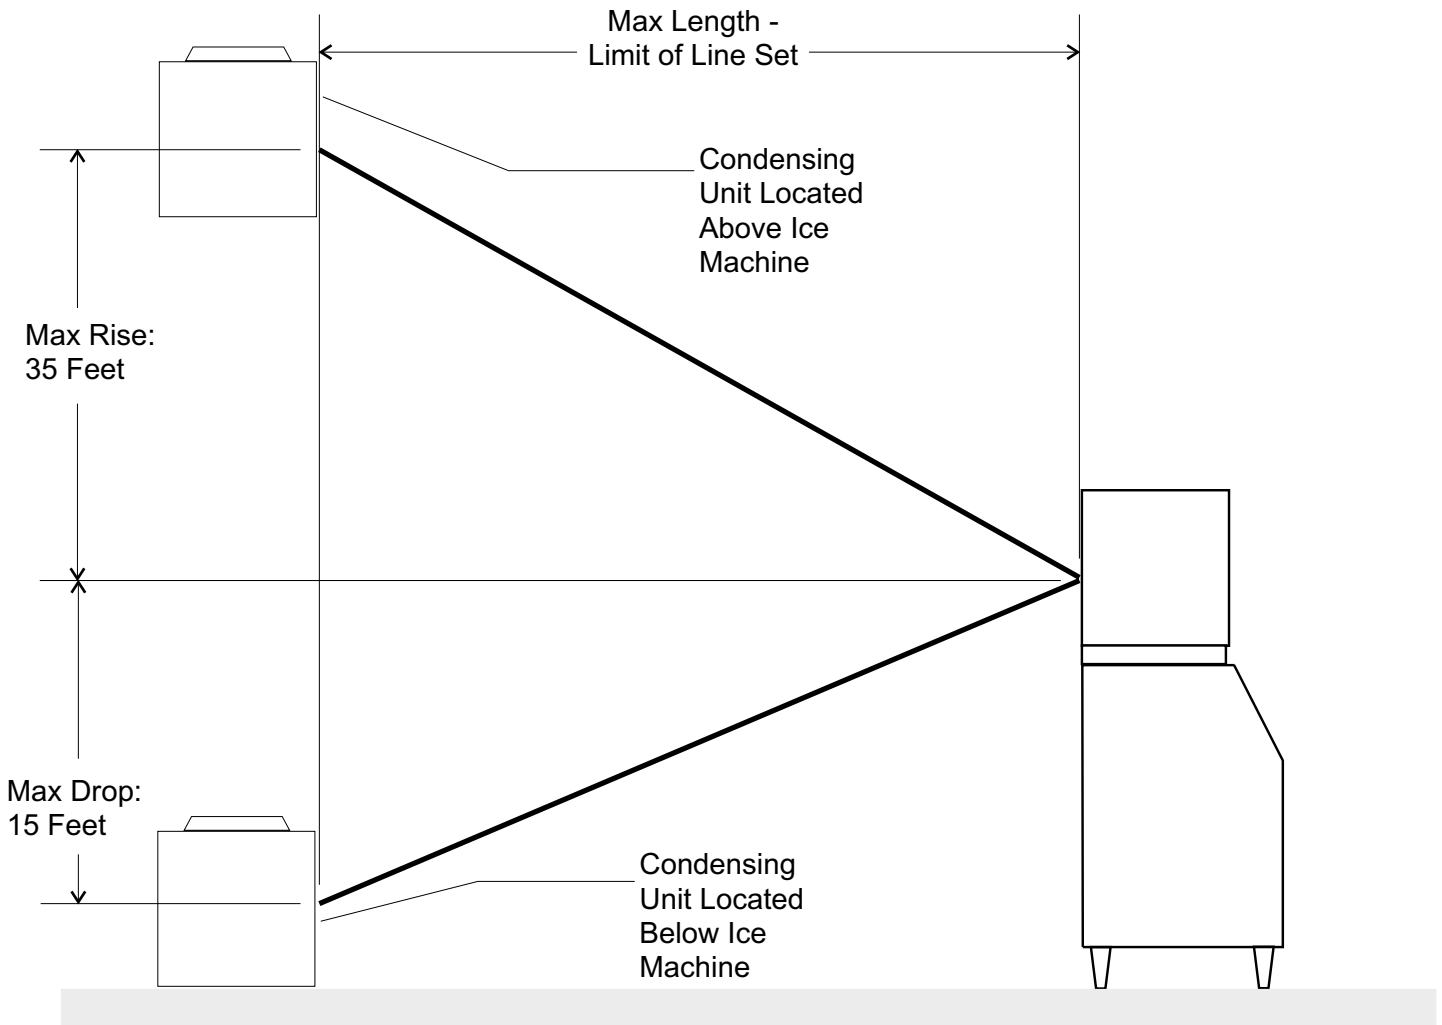 Max Length -
Limit of Line Set
Condensing
Unit Located
Above Ice
Machine
Max Rise:
35 Feet
Max Drop:
15 Feet
Condensing
Unit Located
Below Ice
Machine